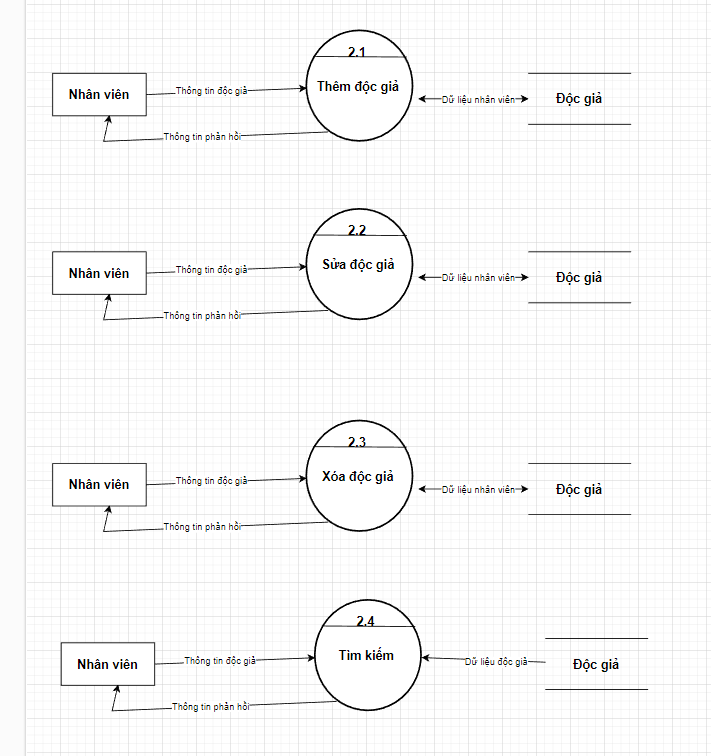 2.1
Nhân viên
Thông tin độc giả
Thêm độc giả
Dữ liệu nhân viên
Độc giả
Thông tin phản hồi
2.2
Nhân viên
Thông tin độc giả
Sửa độc giả
Dữ liệu nhân viên
Độc giả
Thông tin phản hồi
2.3
Nhân viên
Thông tin độc giả
Xóa độc giả
Dữ liệu nhân viên
Độc giả
Thông tin phản hồi
2.4
Nhân viên
Thông tin độc giả
Tìm kiếm
Dữ liệu độc giả
Độc giả
Thông tin phản hồi